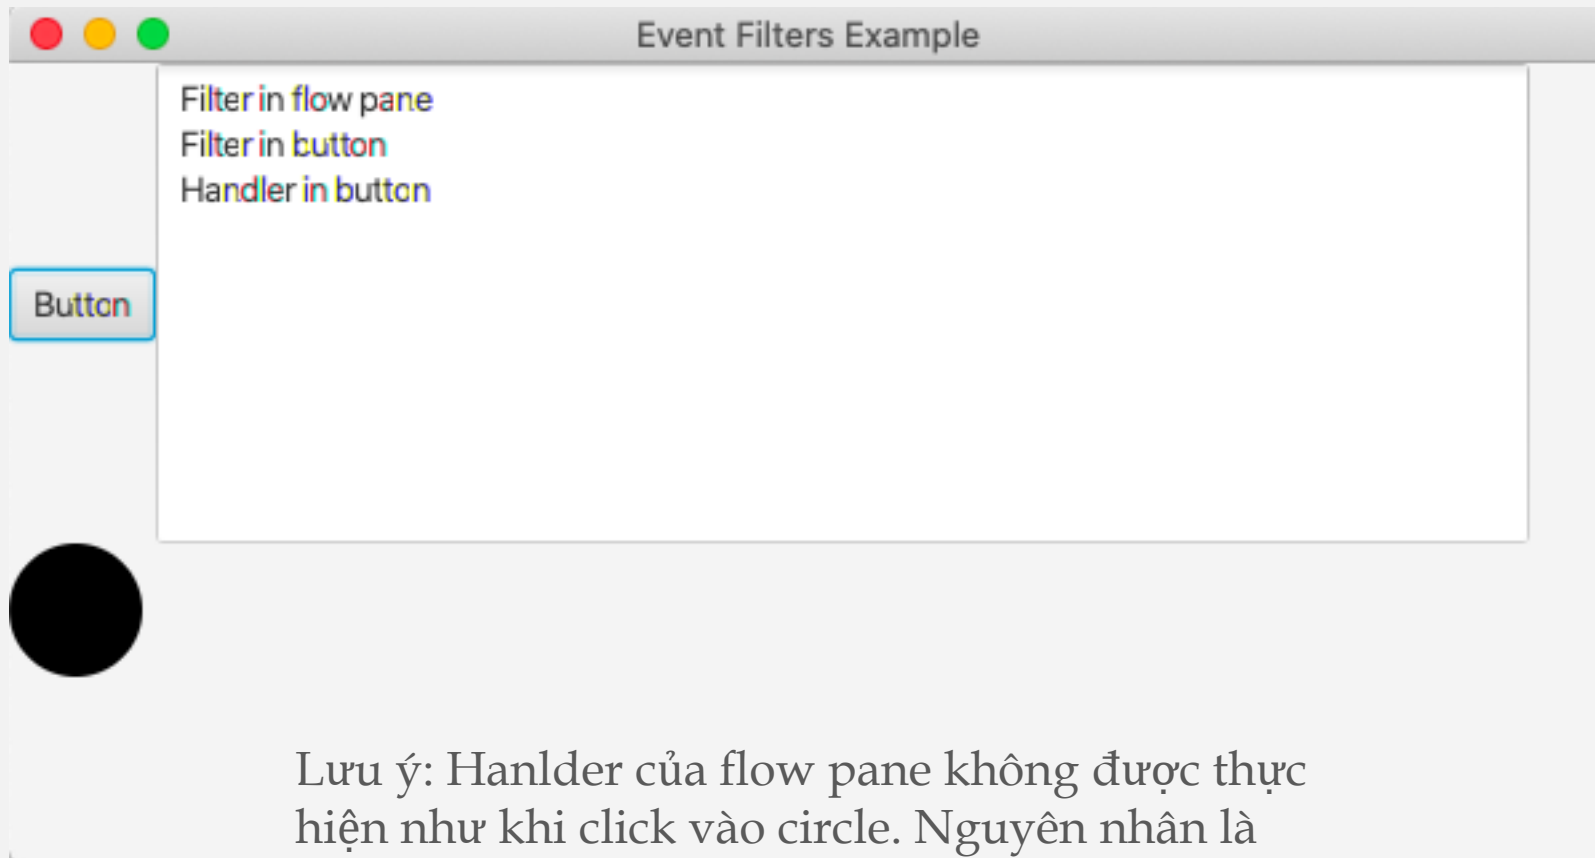 Event Filters Example
Filter in flow pane
Filter in button
Handler in button
Button
Lưu ý: Hanlder của flow pane không được thực
hiện như khi click vào circle. Nguyên nhân là